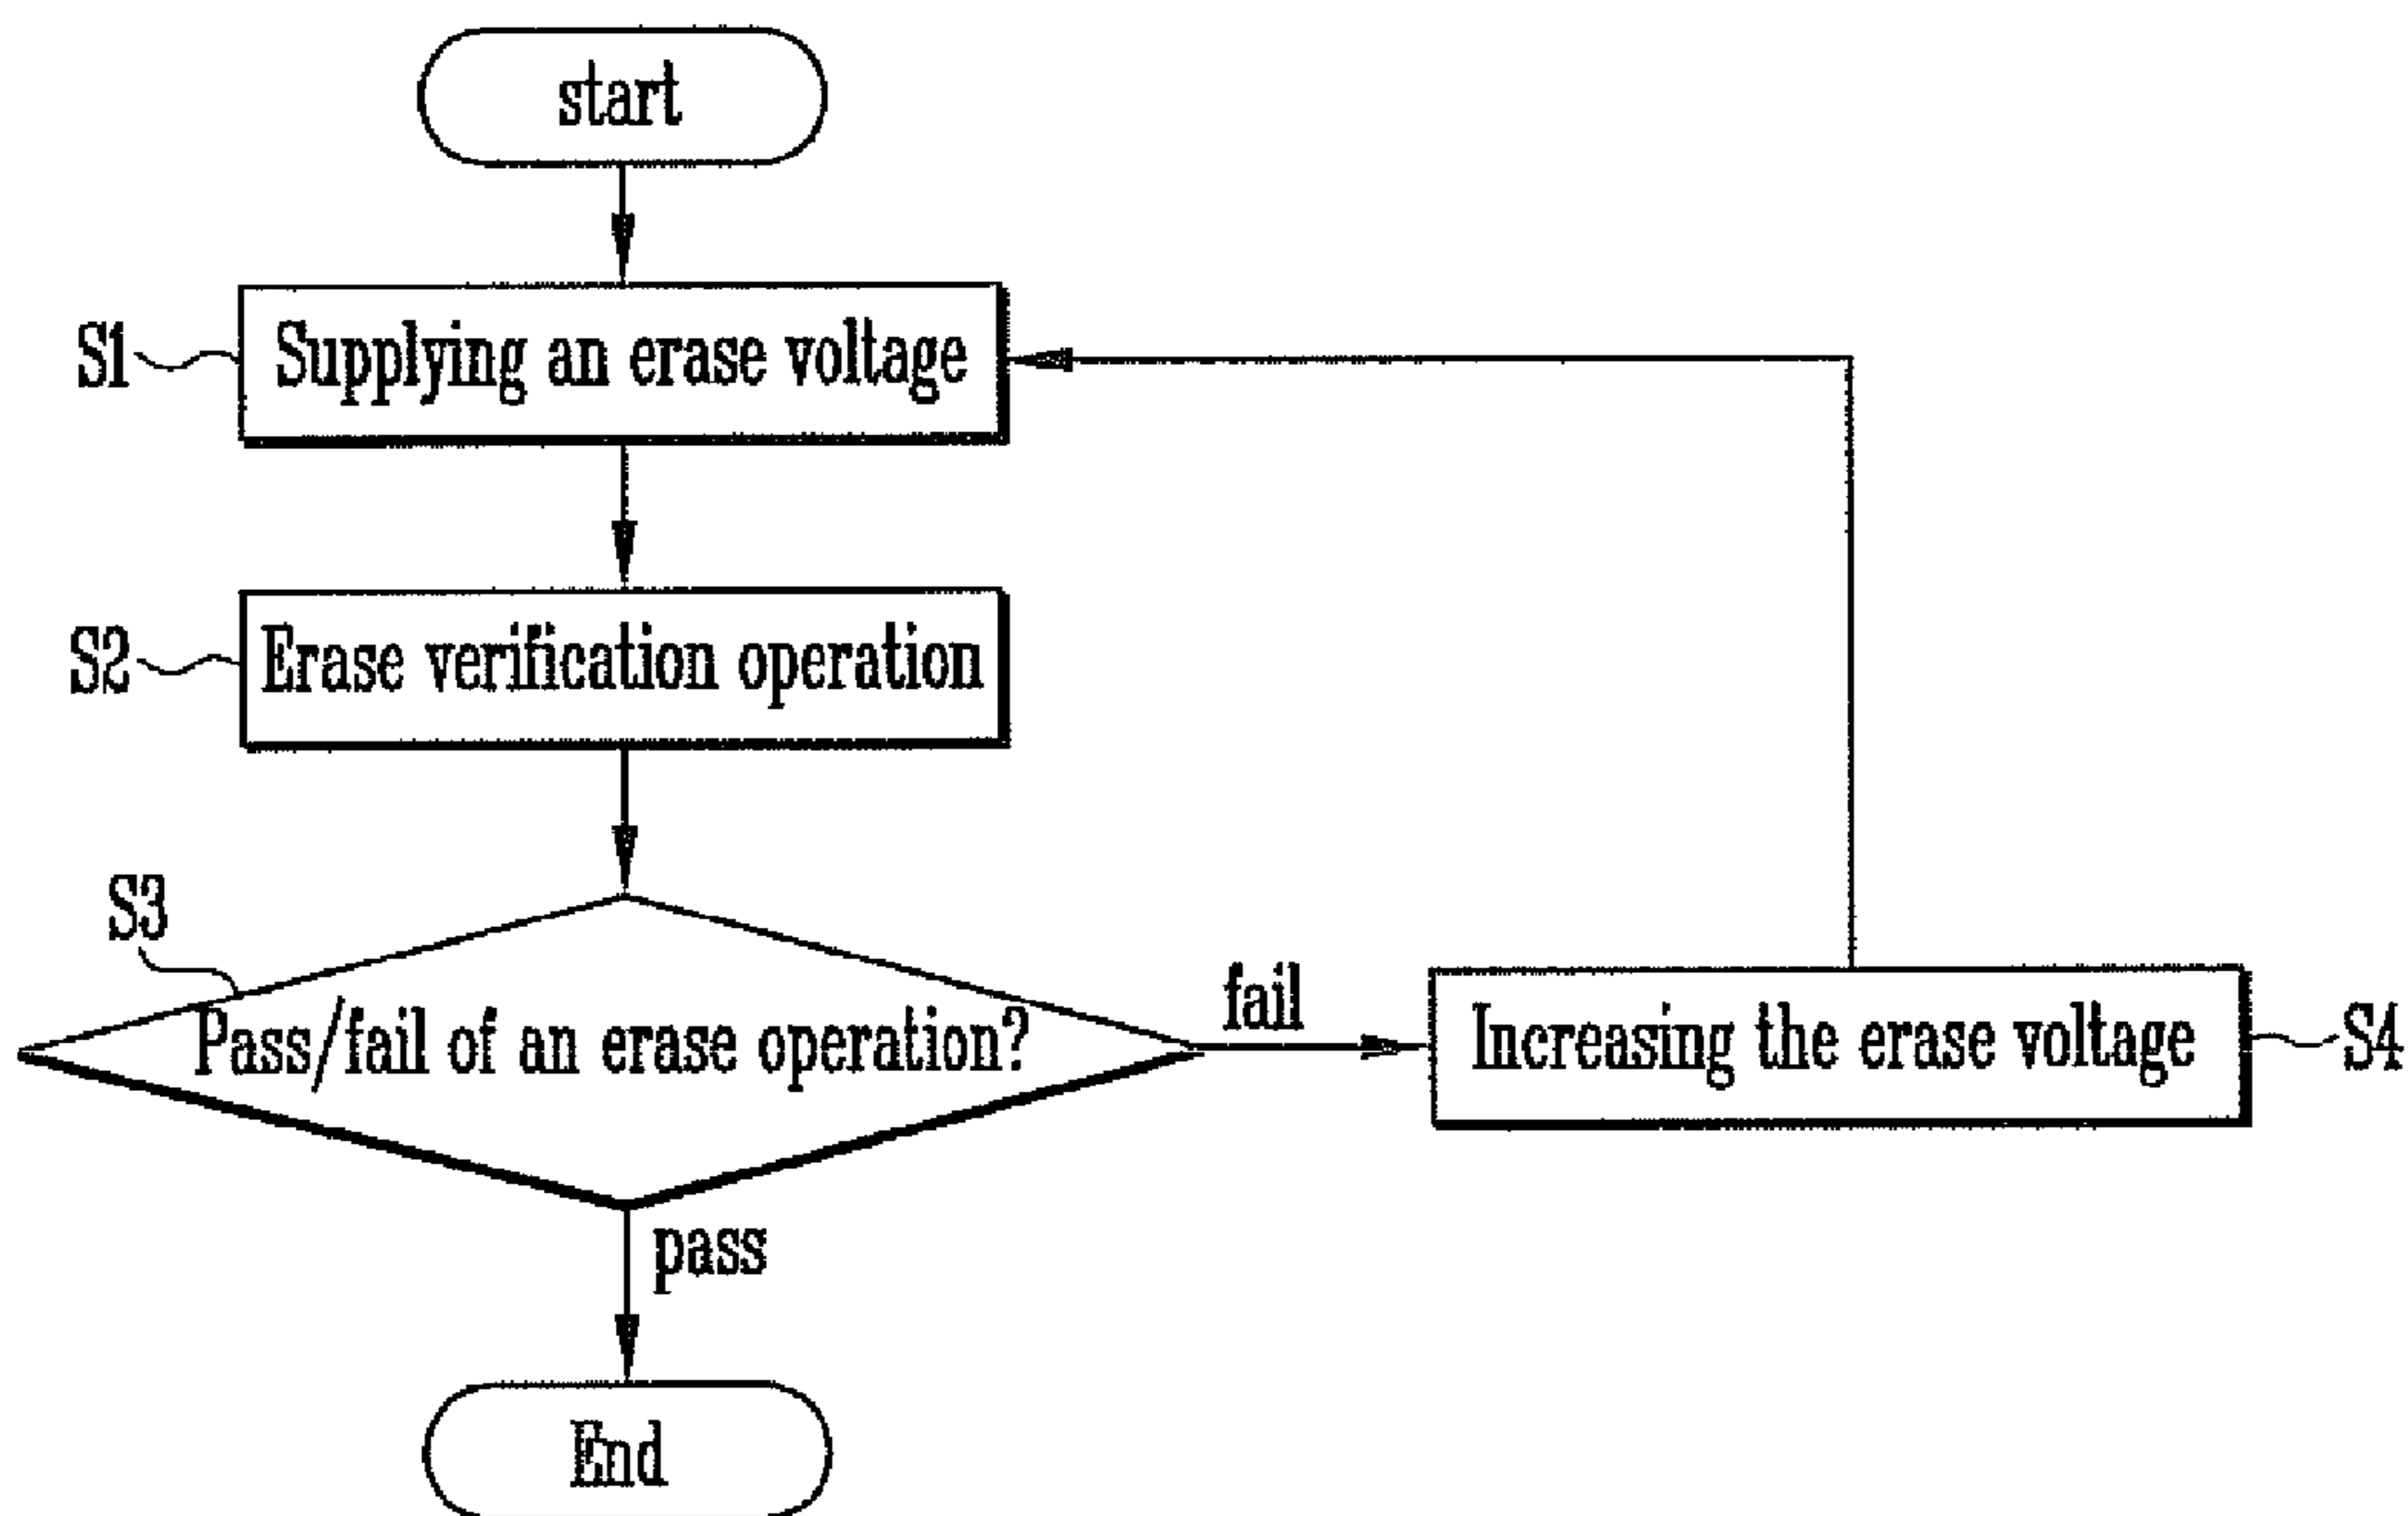 start
S1
Supplying an erase voltage
S2
Erase verification operation
S3
Pass/fail of an erase operation?
fail
Increasing the erase voltage
S4
pass
End